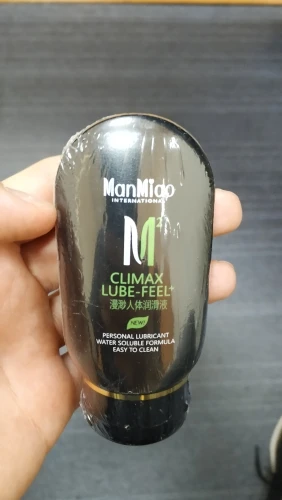 ManMiao
INTERNATIONAL
M
CLIMAX
LUBE-FEEL+
漫渺人体润滑液
NEW!
PERSONAL LUBRICANT
WATER SOLUBLE FORMULA
EASY TO CLEAN